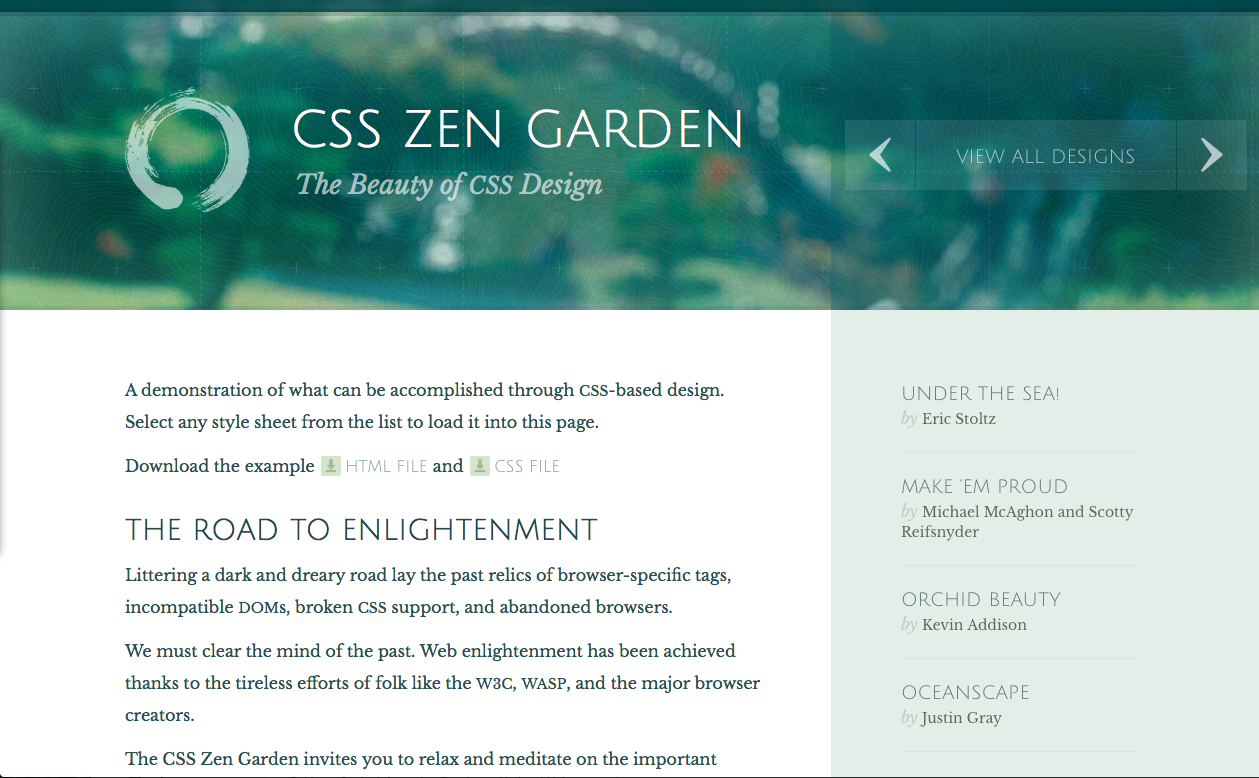 CSS ZEN GARDEN
The Beauty of CSS Design
VIEW ALL DESIGNS
A demonstration of what can be accomplished through CSS-based design.
Select any style sheet from the list to load it into this page.
Download the example HTML FILE and CSS FILE
THE ROAD TO ENLIGHTENMENT
Littering a dark and dreary road lay the past relics of browser-specific tags,
incompatible DOMs, broken CSS support, and abandoned browsers.
We must clear the mind of the past. Web enlightenment has been achieved
thanks to the tireless efforts of folk like the W3C, WASP, and the major browser
creators.
The CSS Zen Garden invites you to relax and meditate on the important
UNDER THE SEA!
by Eric Stoltz
MAKE 'EM PROUD
by Michael McAghon and Scotty
Reifsnyder
ORCHID BEAUTY
by Kevin Addison
OCEANSCAPE
by Justin Gray